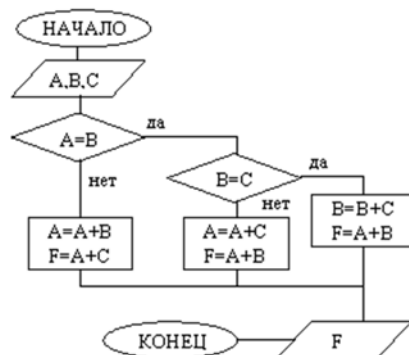 НАЧАЛО
A,B,C
A=B
да
нет
B=C
да
нет
A=A+B
F=A+C
A=A+C
F=A+B
B=B+C
F=A+B
КОНЕЦ
F